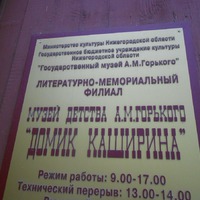 Министерство культуры Нижегородской области
Государственное бюджетное учреждение культуры
Нижегородской области
"Государственный музей А.М.Горького"
ЛИТЕРАТУРНО-МЕМОРИАЛЬНЫЙ
ФИЛИАЛ
МУЗЕЙ ДЕТСТВА А.М.ГОРЬКОГО
"ДОМИК КАШИРИНА"
Режим работы: 9.00-17.00
Технический перерыв: 13.00-14.00